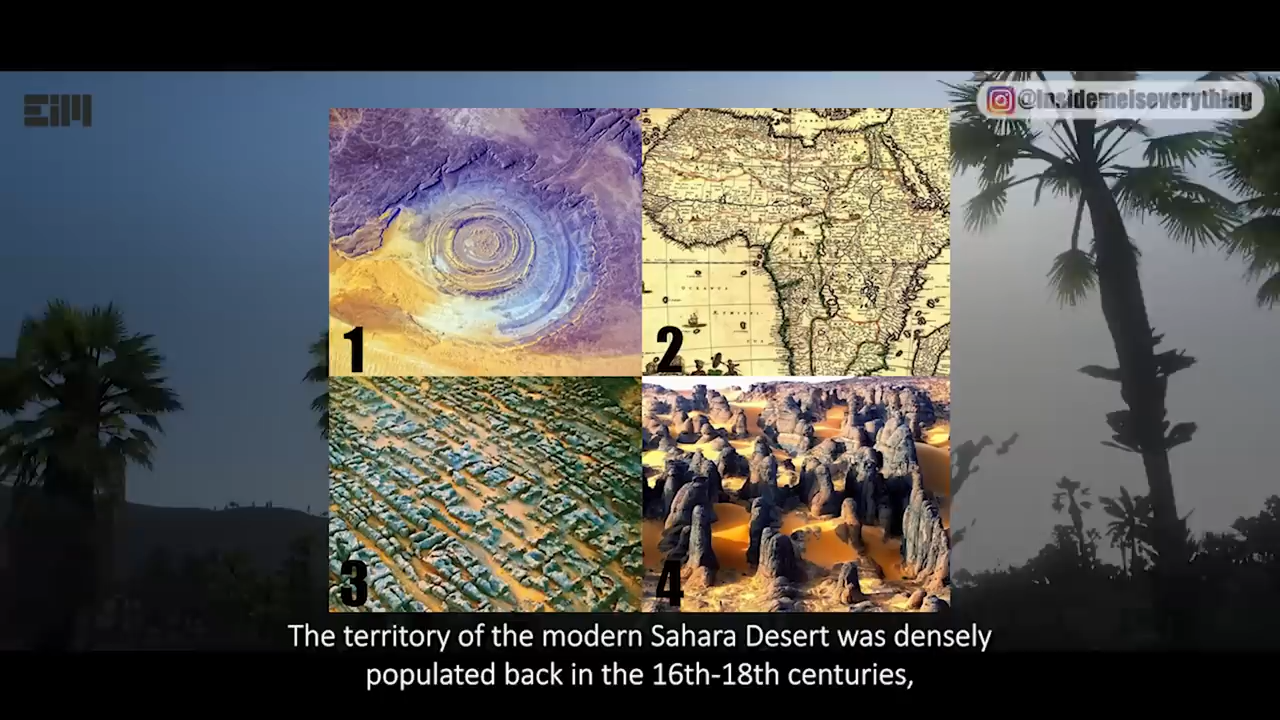 EIM
@insidemeiseverything
1
2
3
4
The territory of the modern Sahara Desert was densely
populated back in the 16th-18th centuries,